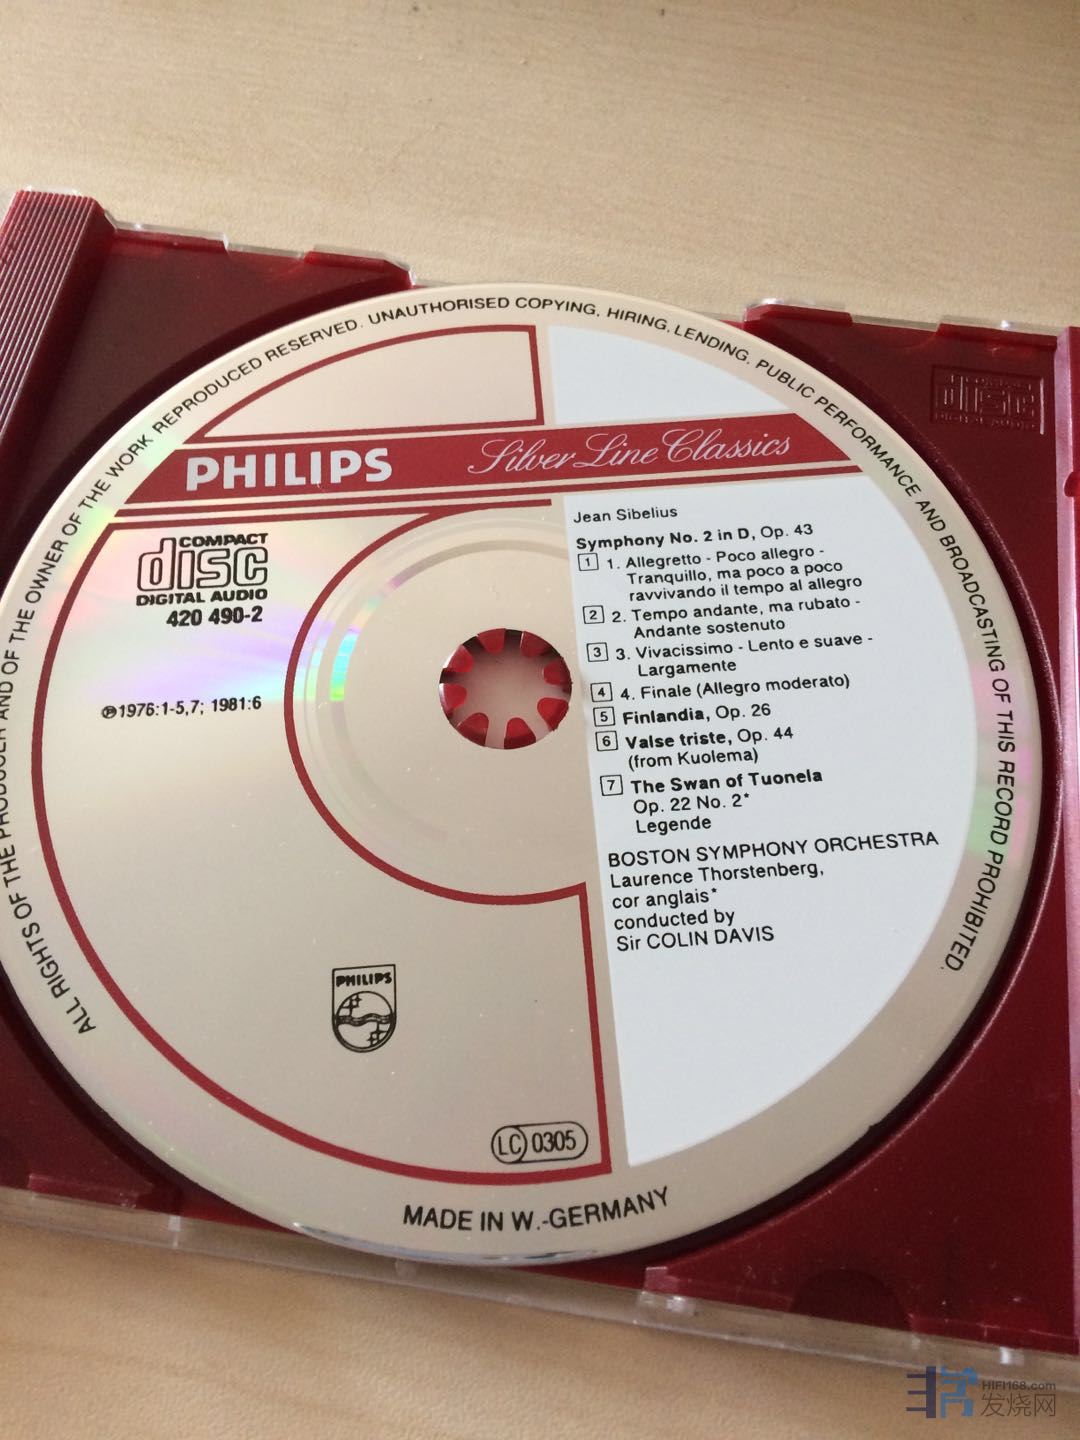 ALL RIGHTS OF THE PRODUCER AND OF THE OWNER OF THE WORK REPRODUCED RESERVED. UNAUTHORISED COPYING, HIRING, LENDING, PUBLIC PERFORMANCE AND BROADCASTING OF THIS RECORD PROHIBITED.
PHILIPS Silver Line Classics
COMPACT
disc
DIGITAL AUDIO
420 490-2
℗1976:1-5,7; 1981:6
Jean Sibelius
Symphony No. 2 in D, Op. 43
1 1. Allegretto - Poco allegro -
Tranquillo, ma poco a poco
ravvivando il tempo al allegro
2 2. Tempo andante, ma rubato -
Andante sostenuto
3 3. Vivacissimo - Lento e suave -
Largamente
4 4. Finale (Allegro moderato)
5 Finlandia, Op. 26
6 Valse triste, Op. 44
(from Kuolema)
7 The Swan of Tuonela
Op. 22 No. 2*
Legende
BOSTON SYMPHONY ORCHESTRA
Laurence Thorstenberg,
cor anglais*
conducted by
Sir COLIN DAVIS
PHILIPS
LC 0305
MADE IN W.-GERMANY
COMPACT
disc
DIGITAL AUDIO
HIFI168.com
发烧网